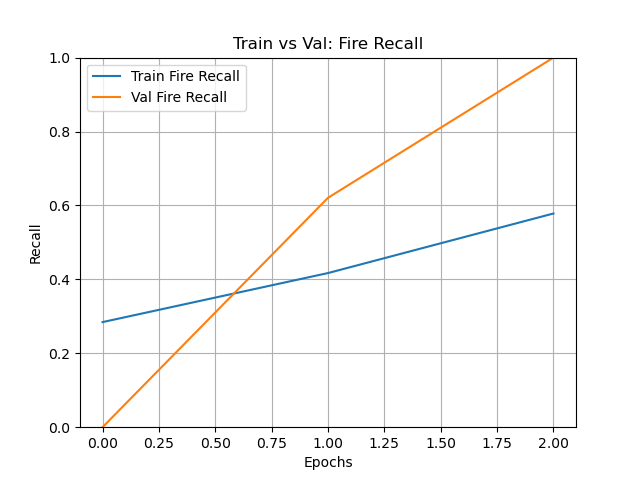 Train vs Val: Fire Recall
Train Fire Recall
Val Fire Recall
1.0
0.8
0.6
0.4
0.2
0.0
Recall
0.00 0.25 0.50 0.75 1.00 1.25 1.50 1.75 2.00
Epochs